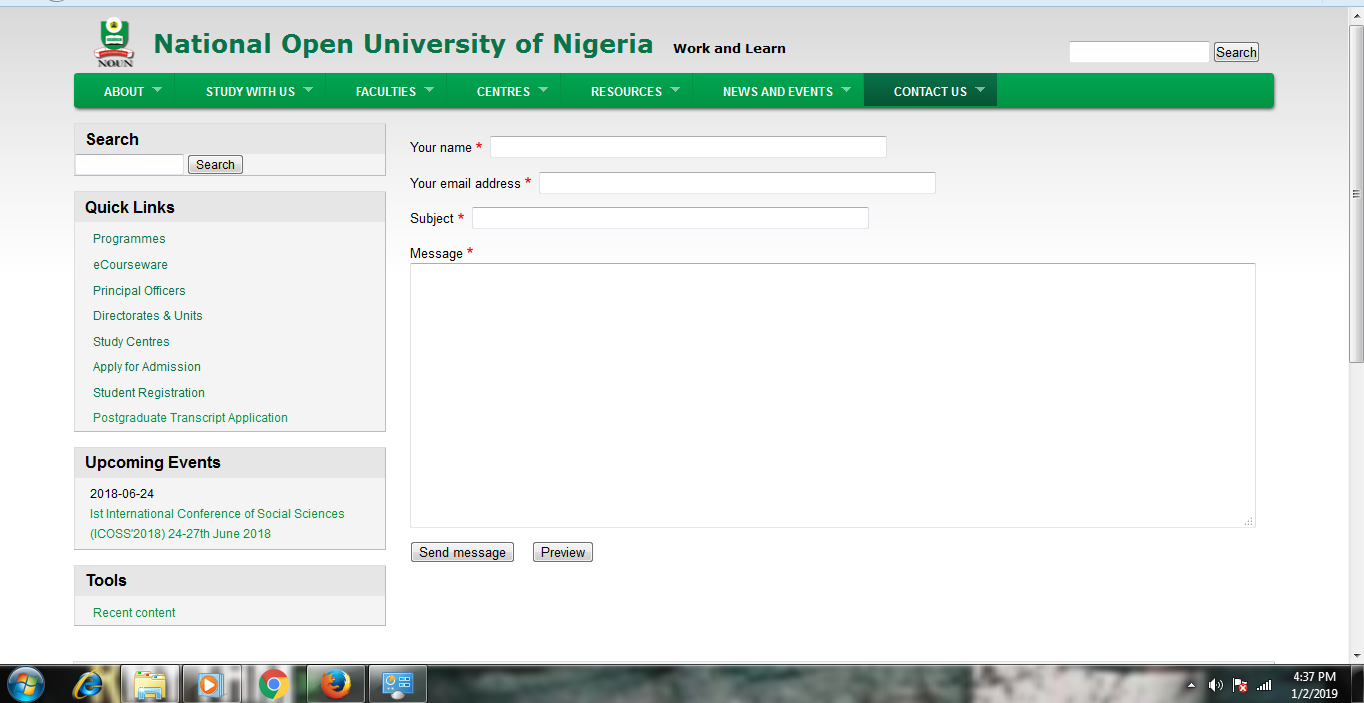 NOUN
National Open University of Nigeria Work and Learn
Search
ABOUT STUDY WITH US FACULTIES CENTRES RESOURCES NEWS AND EVENTS CONTACT US
Search
Search
Quick Links
Programmes
eCourseware
Principal Officers
Directorates & Units
Study Centres
Apply for Admission
Student Registration
Postgraduate Transcript Application
Upcoming Events
2018-06-24
Ist International Conference of Social Sciences
(ICOSS'2018) 24-27th June 2018
Tools
Recent content
Your name *
Your email address *
Subject *
Message *
Send message Preview
4:37 PM
1/2/2019